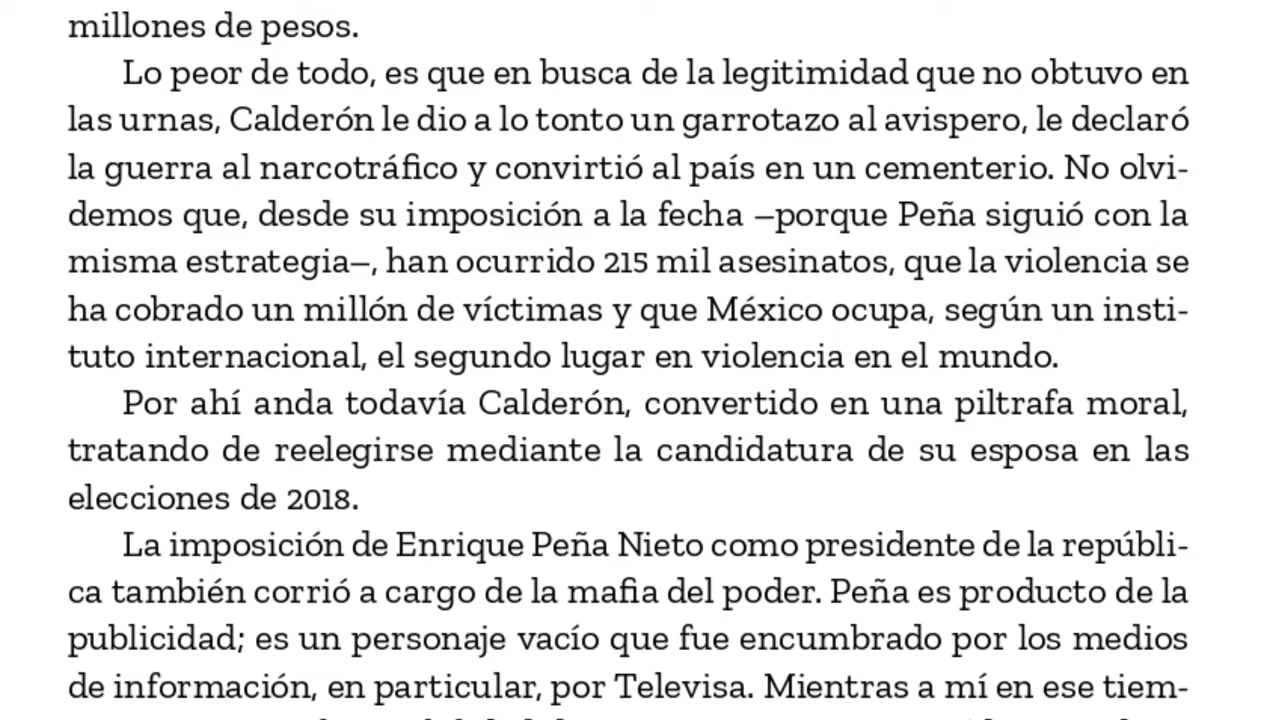 millones de pesos.
Lo peor de todo, es que en busca de la legitimidad que no obtuvo en
las urnas, Calderón le dio a lo tonto un garrotazo al avispero, le declaró
la guerra al narcotráfico y convirtió al país en un cementerio. No olvi-
demos que, desde su imposición a la fecha –porque Peña siguió con la
misma estrategia–, han ocurrido 215 mil asesinatos, que la violencia se
ha cobrado un millón de víctimas y que México ocupa, según un insti-
tuto internacional, el segundo lugar en violencia en el mundo.
Por ahí anda todavía Calderón, convertido en una piltrafa moral,
tratando de reelegirse mediante la candidatura de su esposa en las
elecciones de 2018.
La imposición de Enrique Peña Nieto como presidente de la repúbli-
ca también corrió a cargo de la mafia del poder. Peña es producto de la
publicidad; es un personaje vacío que fue encumbrado por los medios
de información, en particular, por Televisa. Mientras a mí en ese tiem-